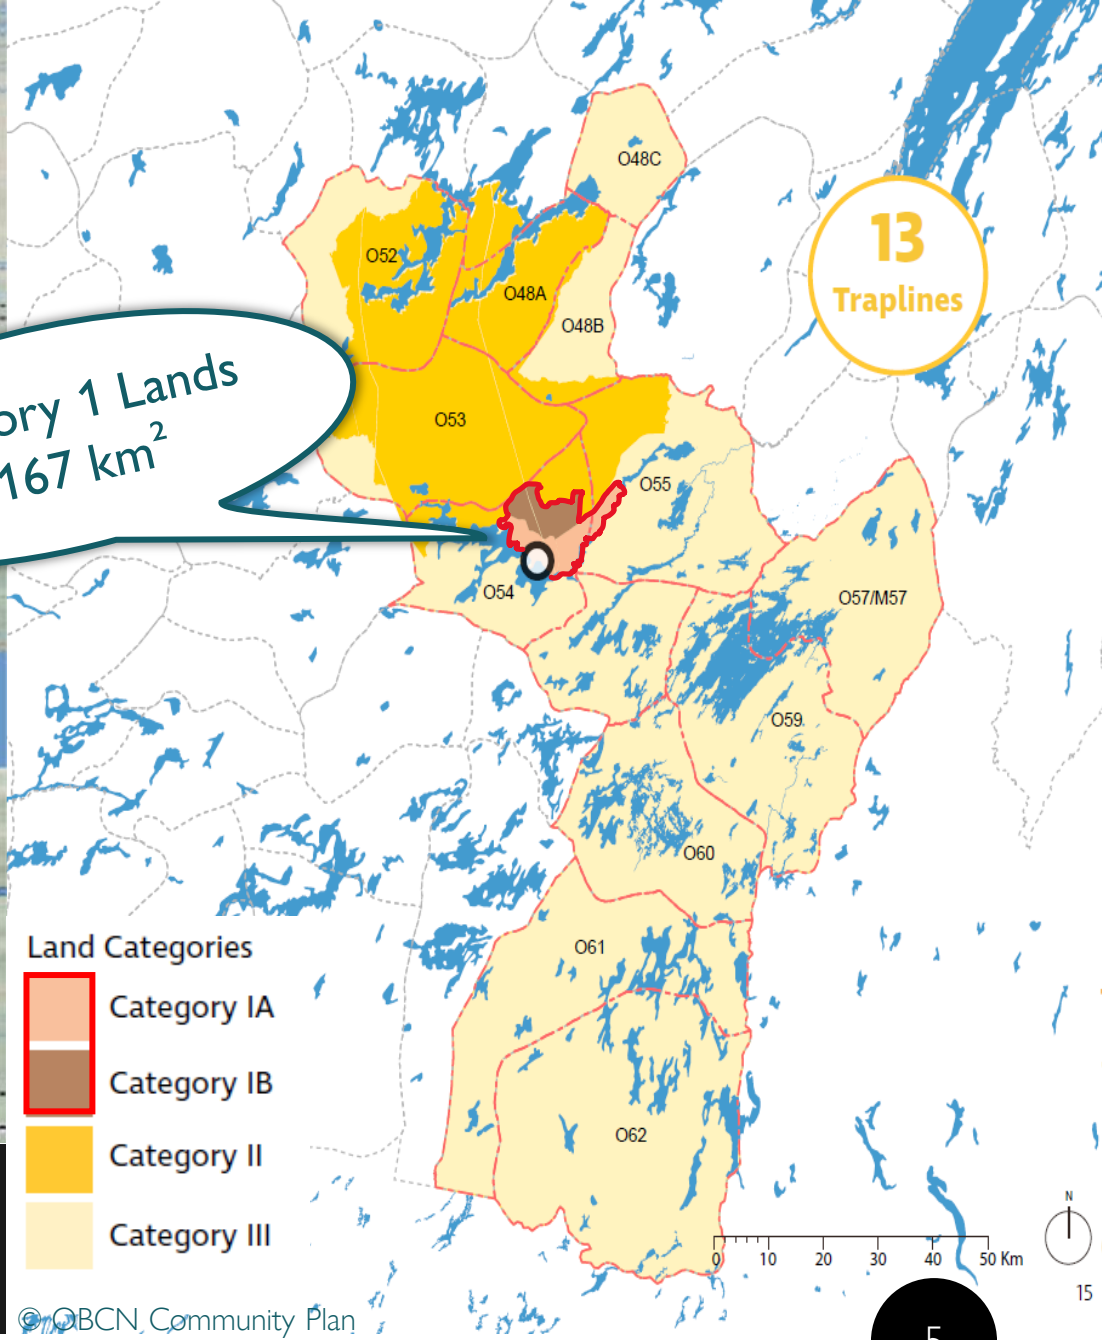 O48C
13
Traplines
O52
O48A
O48B
ory 1 Lands
167 km²
O53
O55
O54
O57/M57
O59
O60
O61
O62
Land Categories
Category IA
Category IB
Category II
Category III
N
0 10 20 30 40 50 Km
15
© OBCN Community Plan
5